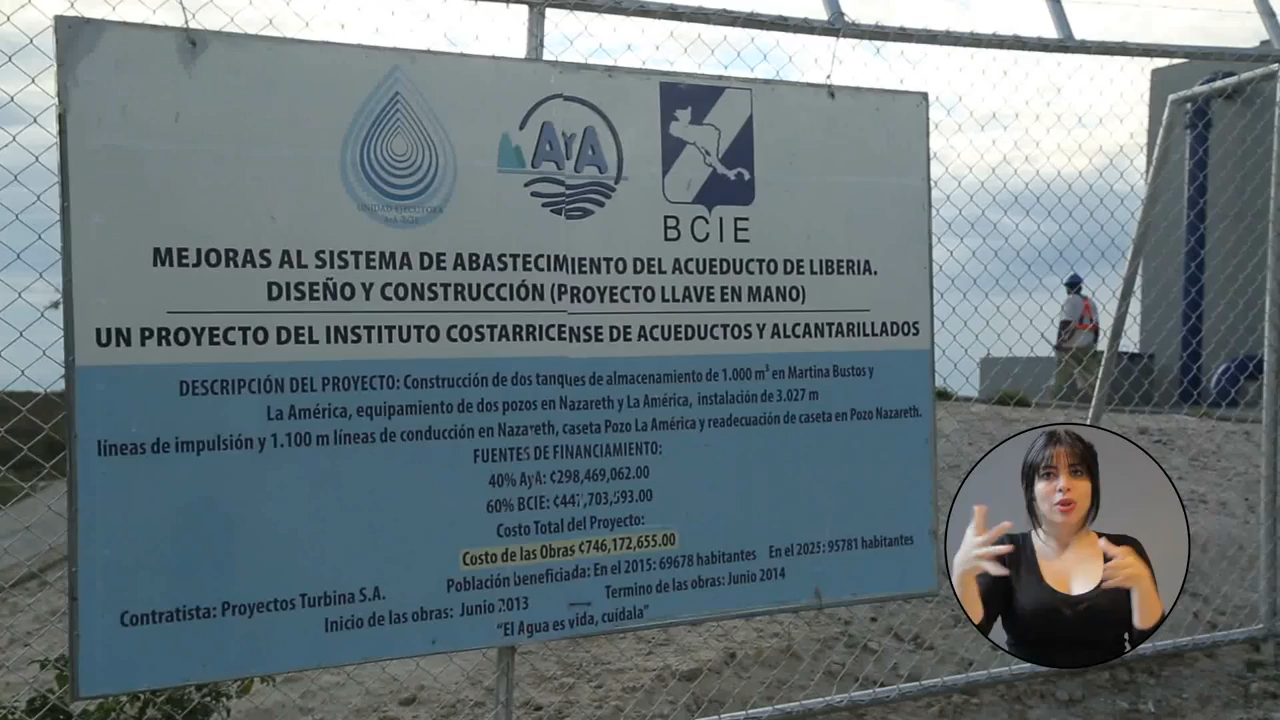 UNIDAD EJECUTORA
AyA-BCIE
AYA
BCIE
MEJORAS AL SISTEMA DE ABASTECIMIENTO DEL ACUEDUCTO DE LIBERIA.
DISEÑO Y CONSTRUCCIÓN (PROYECTO LLAVE EN MANO)
UN PROYECTO DEL INSTITUTO COSTARRICENSE DE ACUEDUCTOS Y ALCANTARILLADOS
DESCRIPCIÓN DEL PROYECTO: Construcción de dos tanques de almacenamiento de 1.000 m³ en Martina Bustos y
La América, equipamiento de dos pozos en Nazareth y La América, instalación de 3.027 m
líneas de impulsión y 1.100 m líneas de conducción en Nazareth, caseta Pozo La América y readecuación de caseta en Pozo Nazareth.
FUENTES DE FINANCIAMIENTO:
40% AyA: ¢298,469,062.00
60% BCIE: ¢447,703,593.00
Costo Total del Proyecto:
Costo de las Obras ¢746,172,655.00
Población beneficiada: En el 2015: 69678 habitantes En el 2025: 95781 habitantes
Contratista: Proyectos Turbina S.A.
Inicio de las obras: Junio 2013 Termino de las obras: Junio 2014
"El Agua es vida, cuídala"